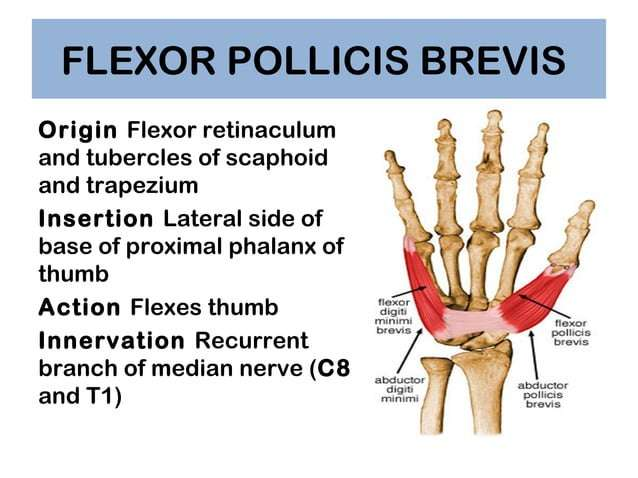 FLEXOR POLLICIS BREVIS
Origin Flexor retinaculum
and tubercles of scaphoid
and trapezium
Insertion Lateral side of
base of proximal phalanx of
thumb
Action Flexes thumb
Innervation Recurrent
branch of median nerve (C8
and T1)
flexor
digiti
minimi
brevis
flexor
pollicis
brevis
abductor
digiti
minimi
abductor
pollicis
brevis